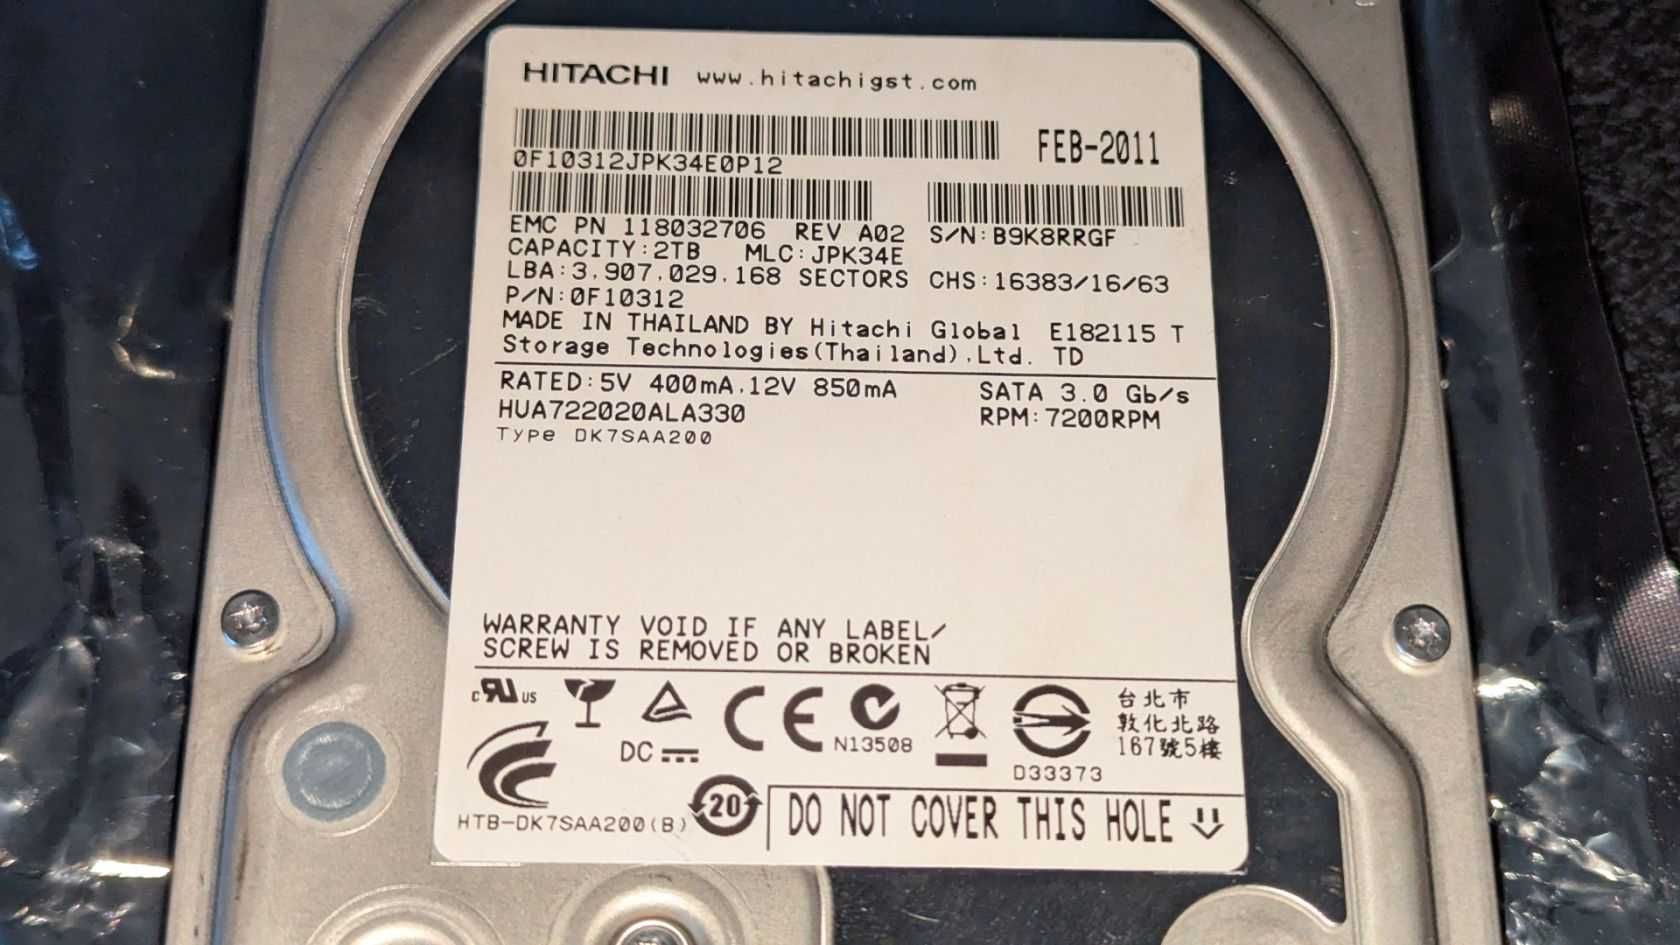 HITACHI www.hitachigst.com
FEB-2011
0F10312JPK34E0P12
EMC PN 118032706 REV A02 S/N:B9K8RRGF
CAPACITY:2TB MLC:JPK34E
LBA:3,907,029,168 SECTORS CHS:16383/16/63
P/N:0F10312
MADE IN THAILAND BY Hitachi Global E182115 T
Storage Technologies(Thailand),Ltd. TD
RATED:5V 400mA,12V 850mA SATA 3.0 Gb/s
HUA722020ALA330 RPM:7200RPM
Type DK7SAA200
WARRANTY VOID IF ANY LABEL/
SCREW IS REMOVED OR BROKEN
c RU US
DC
CE
N13508
D33373
台北市
敦化北路
167號5樓
HTB-DK7SAA200(B)
20
DO NOT COVER THIS HOLE